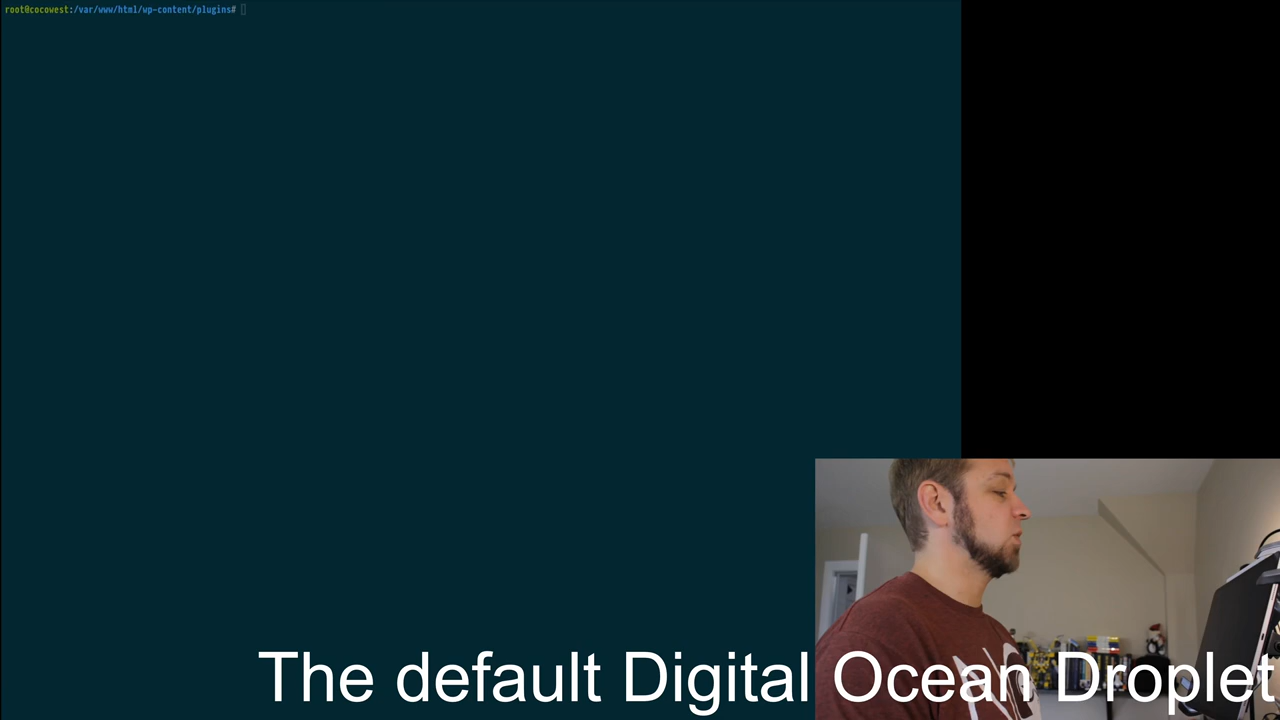 root@cocowest:/var/www/html/wp-content/plugins#
The default Digital Ocean Droplet